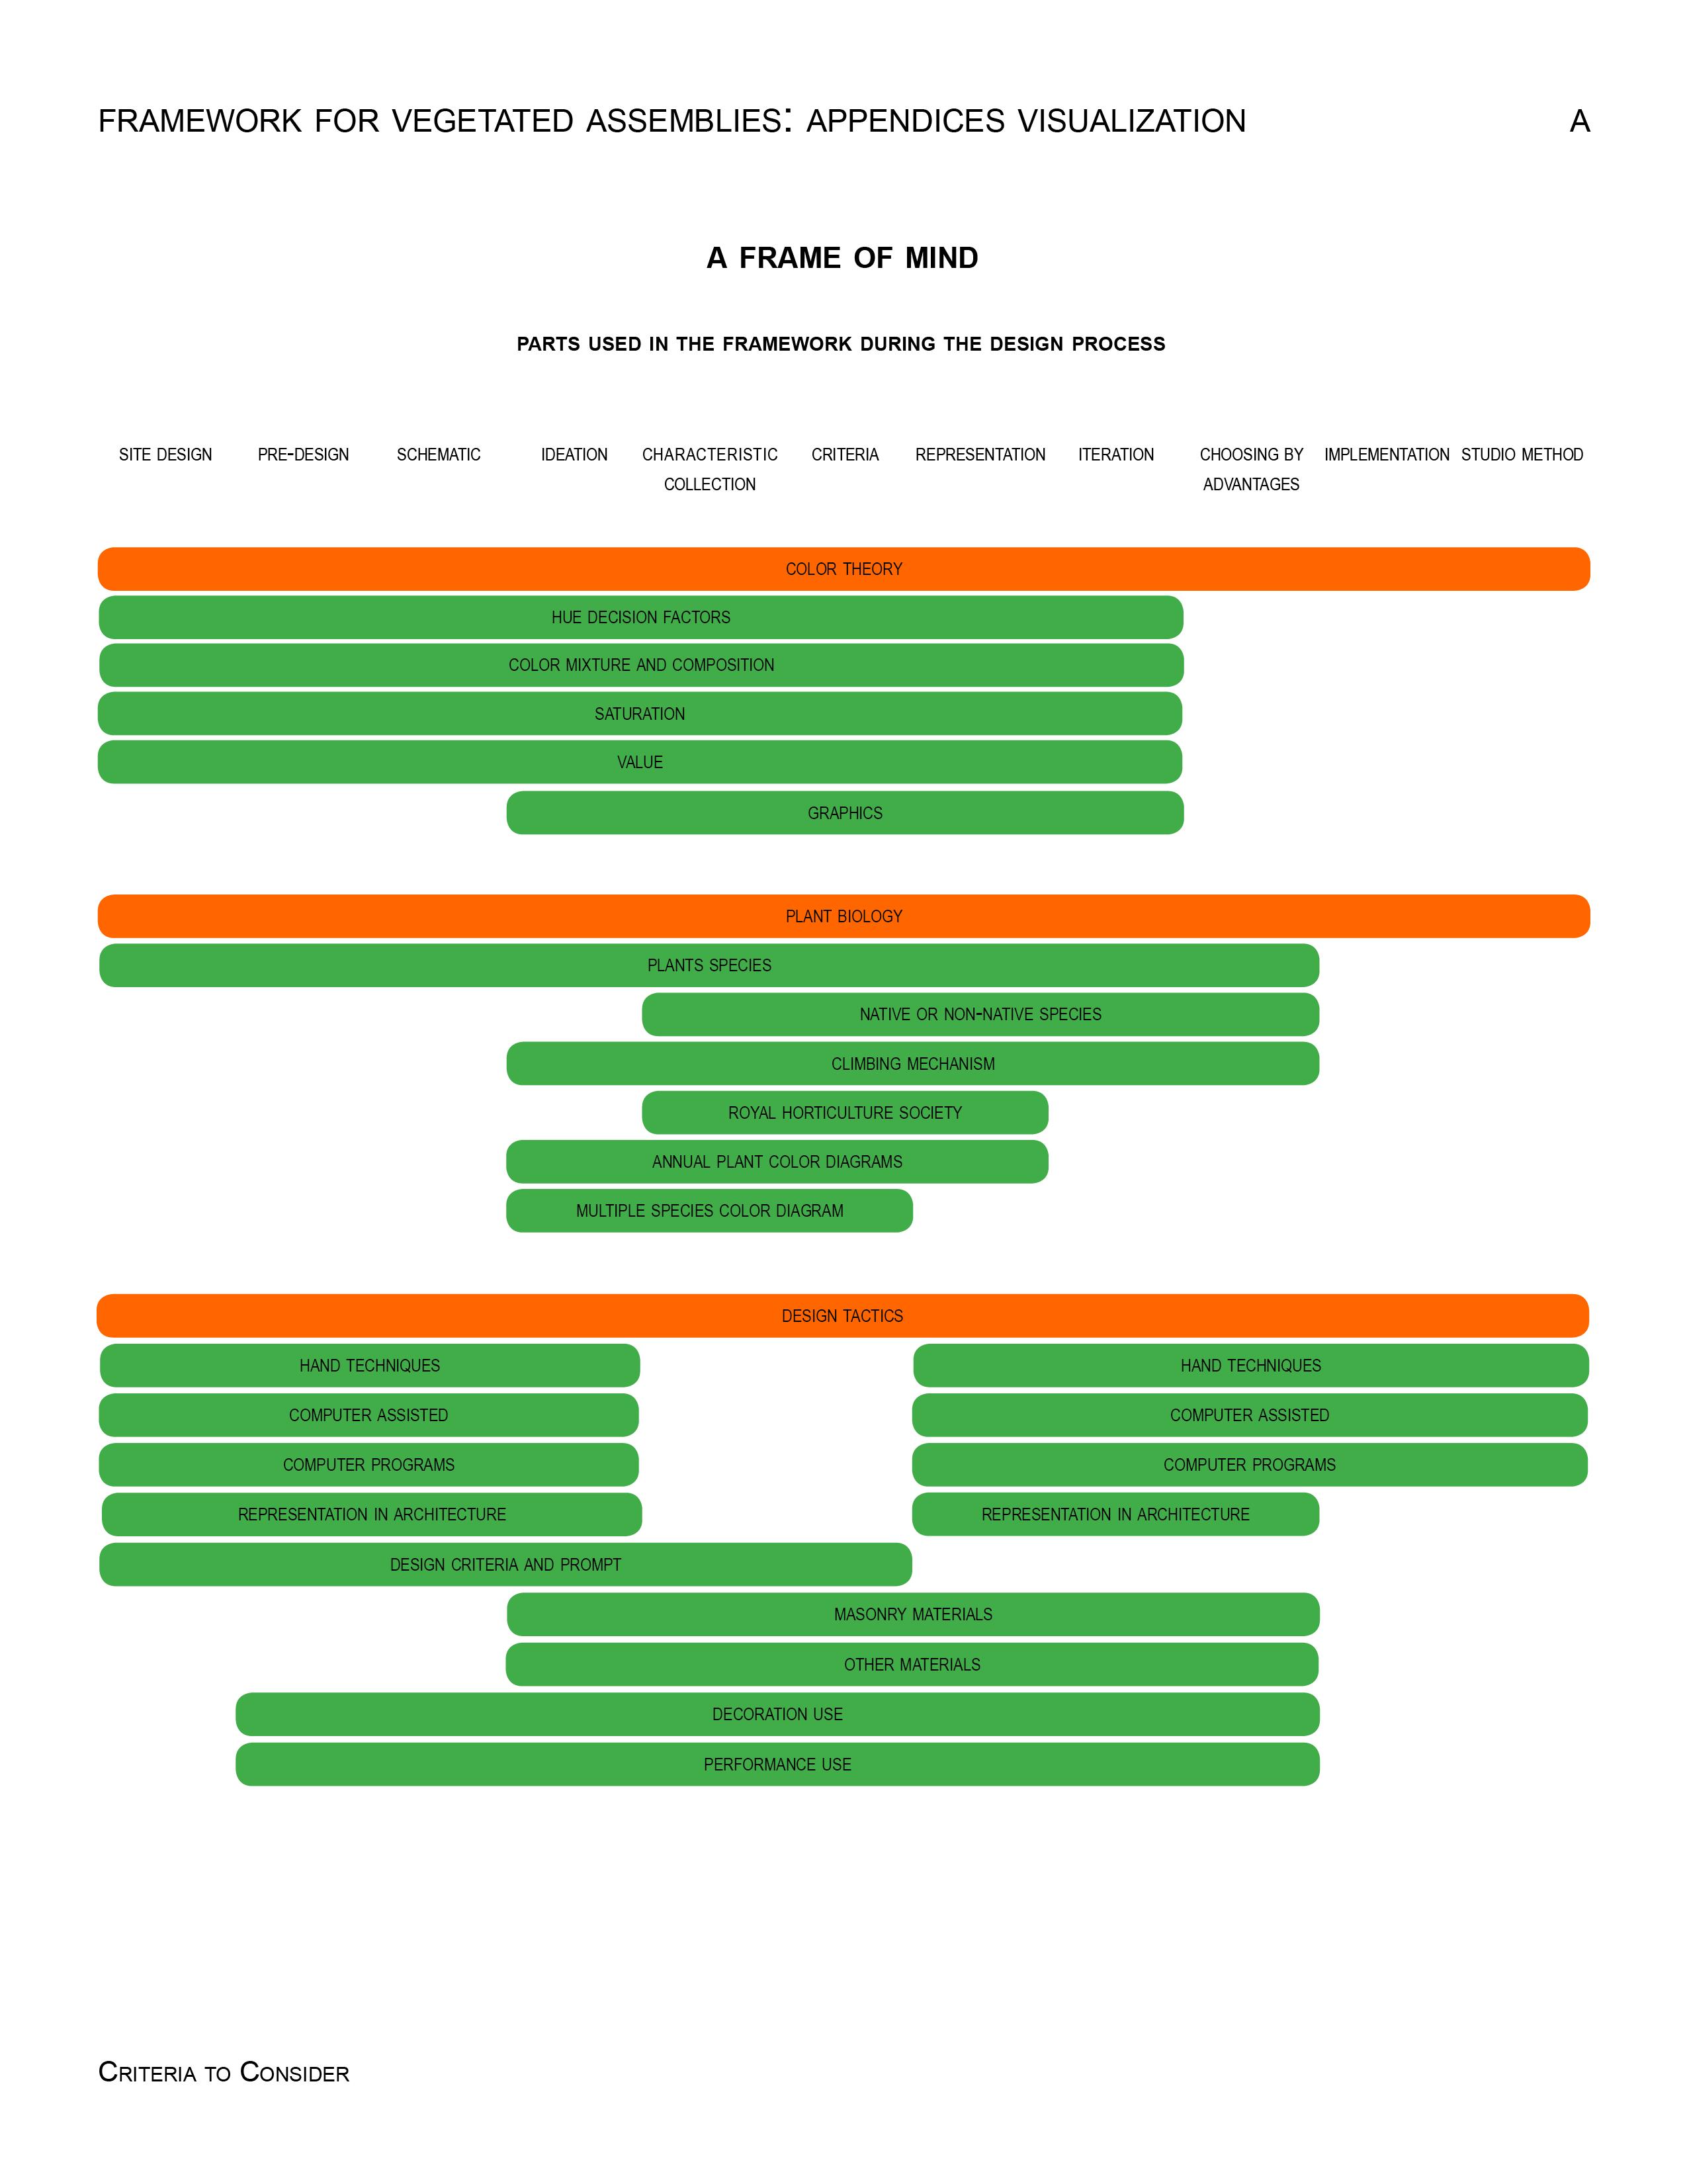 FRAMEWORK FOR VEGETATED ASSEMBLIES: APPENDICES VISUALIZATION A
A FRAME OF MIND
PARTS USED IN THE FRAMEWORK DURING THE DESIGN PROCESS
SITE DESIGN PRE-DESIGN SCHEMATIC IDEATION CHARACTERISTIC CRITERIA REPRESENTATION ITERATION CHOOSING BY IMPLEMENTATION STUDIO METHOD
COLLECTION ADVANTAGES
COLOR THEORY
HUE DECISION FACTORS
COLOR MIXTURE AND COMPOSITION
SATURATION
VALUE
GRAPHICS
PLANT BIOLOGY
PLANTS SPECIES
NATIVE OR NON-NATIVE SPECIES
CLIMBING MECHANISM
ROYAL HORTICULTURE SOCIETY
ANNUAL PLANT COLOR DIAGRAMS
MULTIPLE SPECIES COLOR DIAGRAM
DESIGN TACTICS
HAND TECHNIQUES HAND TECHNIQUES
COMPUTER ASSISTED COMPUTER ASSISTED
COMPUTER PROGRAMS COMPUTER PROGRAMS
REPRESENTATION IN ARCHITECTURE REPRESENTATION IN ARCHITECTURE
DESIGN CRITERIA AND PROMPT
MASONRY MATERIALS
OTHER MATERIALS
DECORATION USE
PERFORMANCE USE
CRITERIA TO CONSIDER